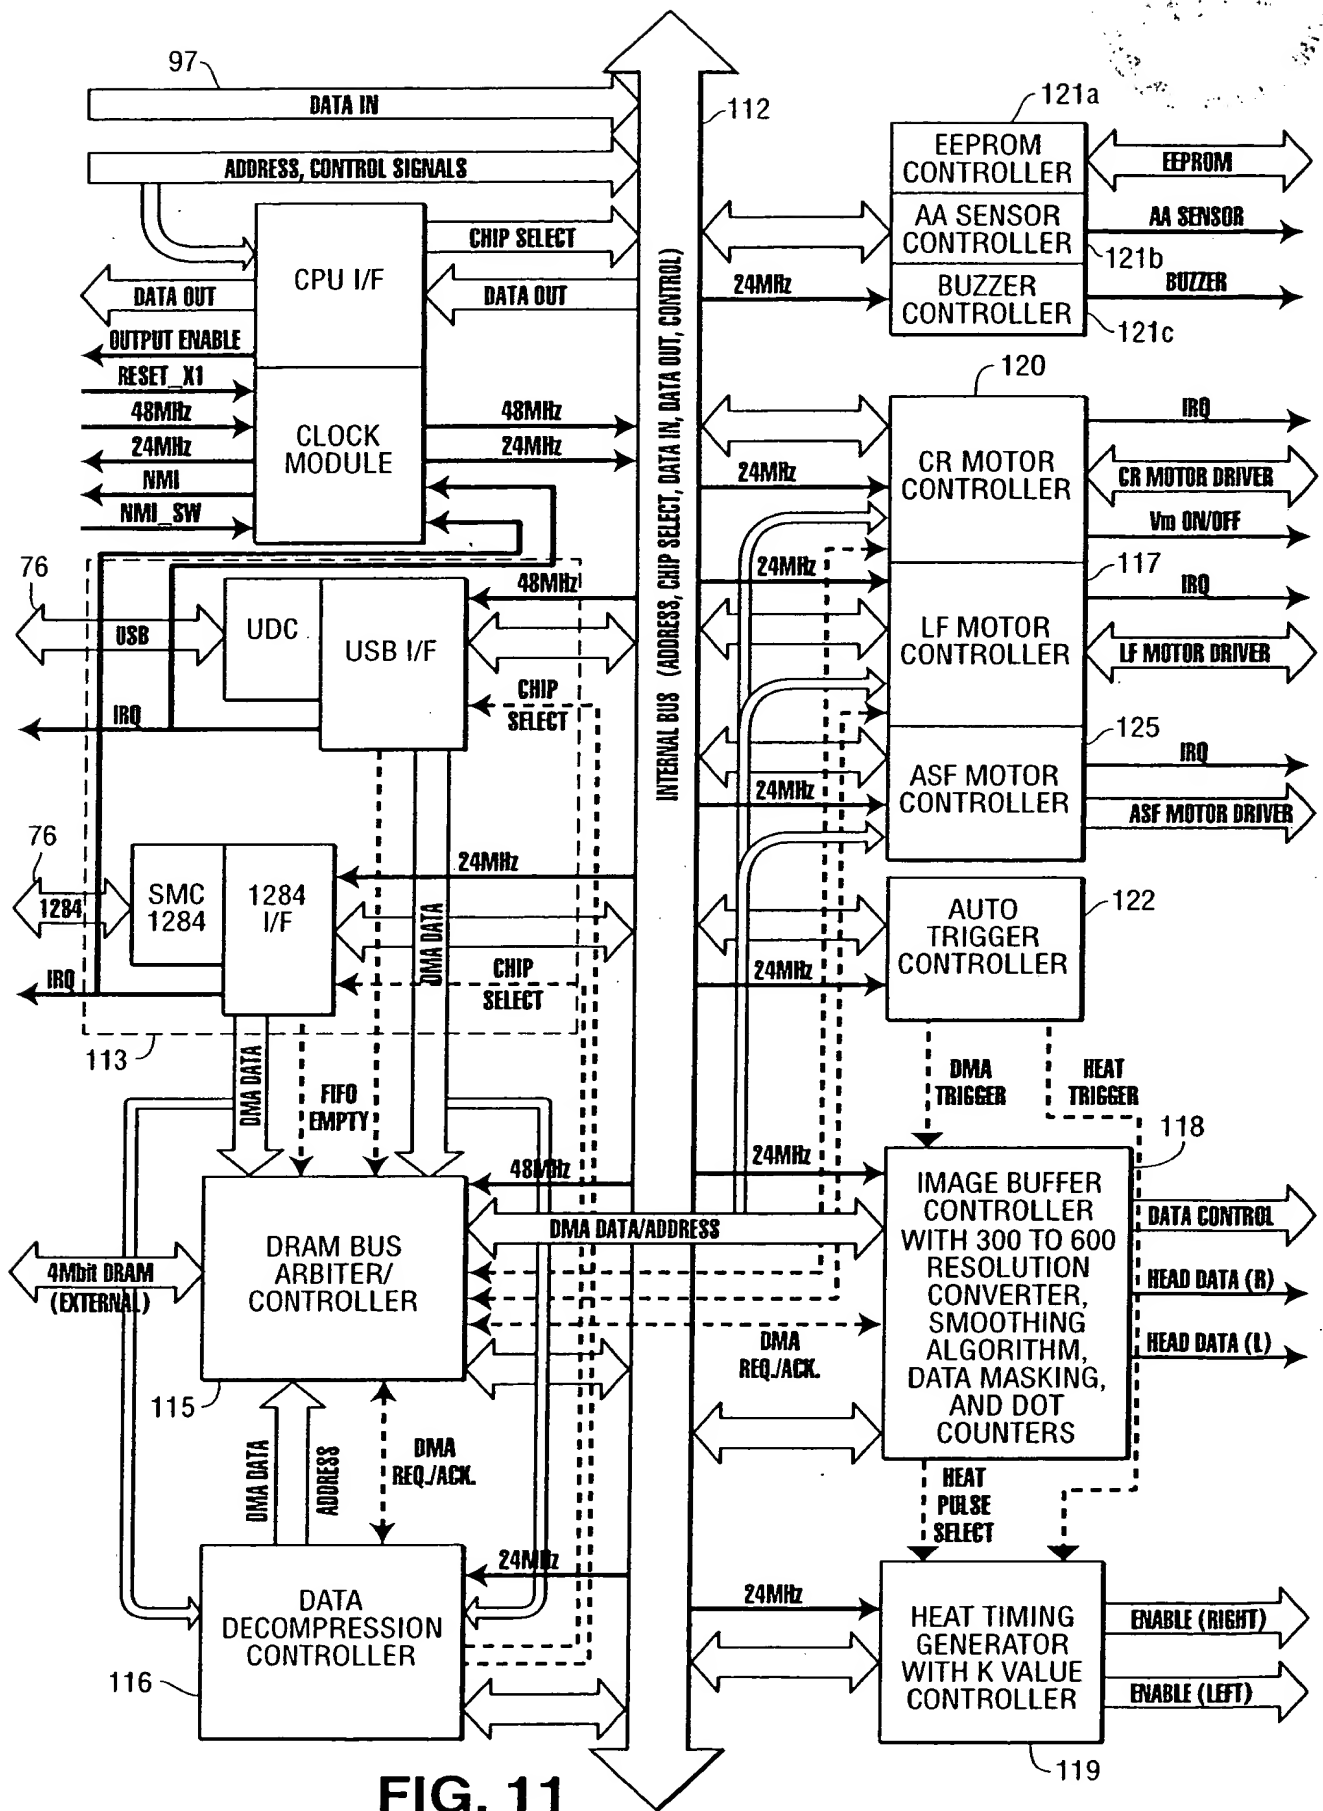 97
DATA IN
ADDRESS, CONTROL SIGNALS
CPU I/F
CHIP SELECT
DATA OUT
DATA OUT
OUTPUT ENABLE
RESET_X1
48MHz
24MHz
NMI
NMI_SW
CLOCK
MODULE
48MHz
24MHz
76
USB
UDC
USB I/F
48MHz
CHIP
SELECT
IRQ
76
1284
SMC
1284
1284
I/F
24MHz
CHIP
SELECT
IRQ
113
DMA DATA
DMA DATA
FIFO
EMPTY
48MHz
DRAM BUS
ARBITER/
CONTROLLER
4Mbit DRAM
(EXTERNAL)
115
DMA DATA
ADDRESS
DMA
REQ./ACK.
24MHz
DATA
DECOMPRESSION
CONTROLLER
116
112
INTERNAL BUS (ADDRESS, CHIP SELECT, DATA IN, DATA OUT, CONTROL)
DMA DATA/ADDRESS
DMA
REQ./ACK.
121a
EEPROM
CONTROLLER
EEPROM
AA SENSOR
CONTROLLER
AA SENSOR
121b
24MHz
BUZZER
CONTROLLER
BUZZER
121c
120
CR MOTOR
CONTROLLER
24MHz
IRQ
CR MOTOR DRIVER
Vm ON/OFF
117
24MHz
LF MOTOR
CONTROLLER
IRQ
LF MOTOR DRIVER
125
ASF MOTOR
CONTROLLER
24MHz
IRQ
ASF MOTOR DRIVER
122
AUTO
TRIGGER
CONTROLLER
24MHz
DMA
TRIGGER
HEAT
TRIGGER
118
24MHz
IMAGE BUFFER
CONTROLLER
WITH 300 TO 600
RESOLUTION
CONVERTER,
SMOOTHING
ALGORITHM,
DATA MASKING,
AND DOT
COUNTERS
DATA CONTROL
HEAD DATA (R)
HEAD DATA (L)
HEAT
PULSE
SELECT
24MHz
HEAT TIMING
GENERATOR
WITH K VALUE
CONTROLLER
ENABLE (RIGHT)
ENABLE (LEFT)
119
FIG. 11